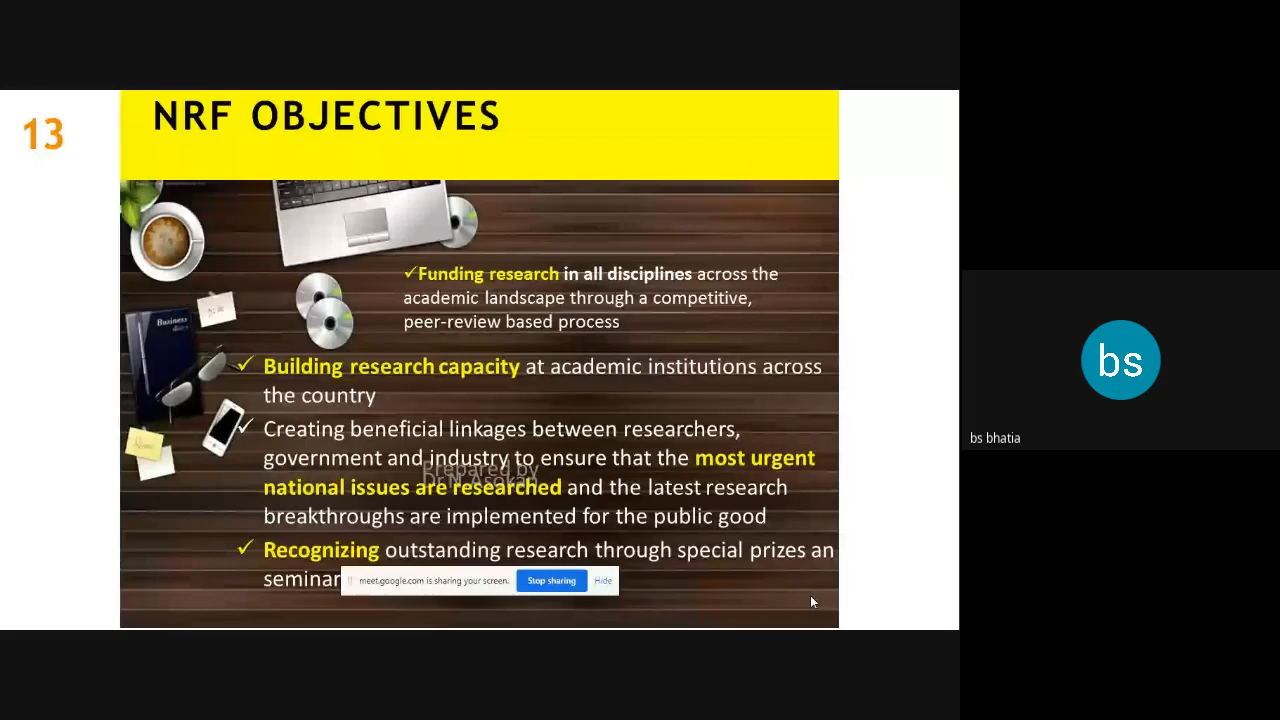 NRF OBJECTIVES
13
Business
✓Funding research in all disciplines across the
academic landscape through a competitive,
peer-review based process
✓ Building research capacity at academic institutions across
the country
✓ Creating beneficial linkages between researchers,
government and industry to ensure that the most urgent
national issues are researched and the latest research
breakthroughs are implemented for the public good
Prepared by
Dr N. Asokan
✓ Recognizing outstanding research through special prizes an
seminar
meet.google.com is sharing your screen. Stop sharing Hide
bs
bs bhatia